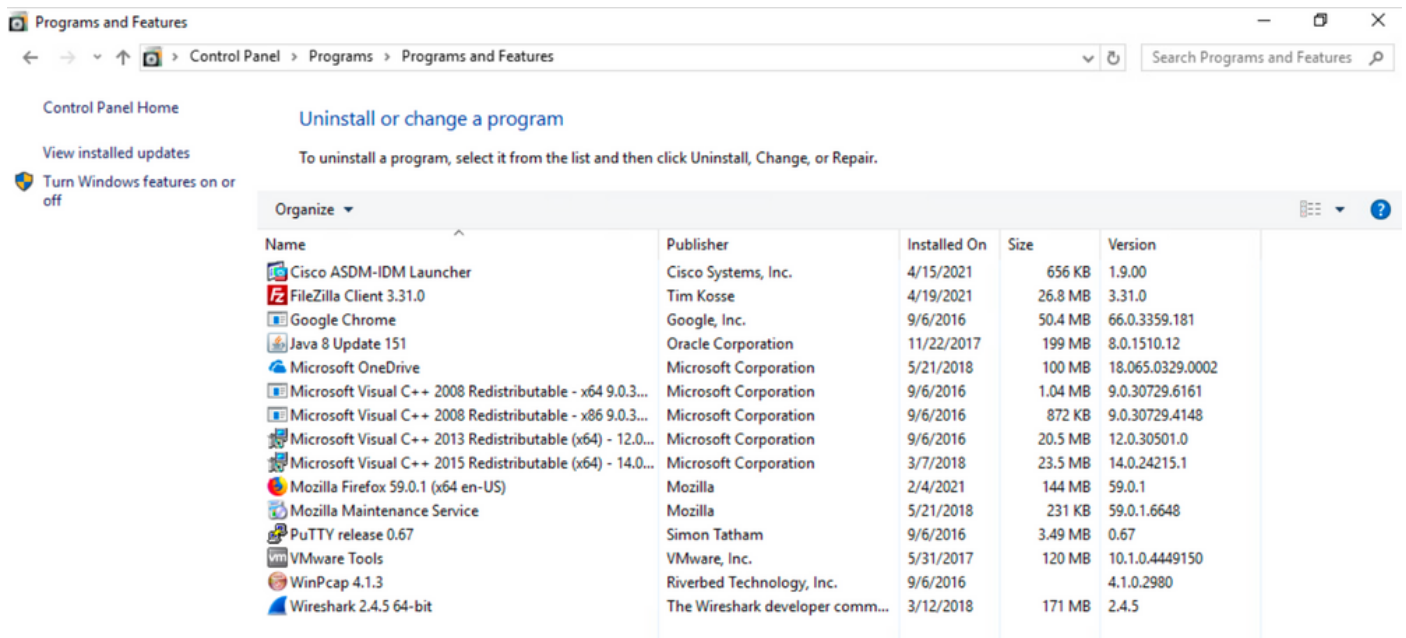 Programs and Features
Control Panel > Programs > Programs and Features
Search Programs and Features
Control Panel Home
View installed updates
Turn Windows features on or
off
Uninstall or change a program
To uninstall a program, select it from the list and then click Uninstall, Change, or Repair.
Organize
Name Publisher Installed On Size Version
Cisco ASDM-IDM Launcher Cisco Systems, Inc. 4/15/2021 656 KB 1.9.00
FileZilla Client 3.31.0 Tim Kosse 4/19/2021 26.8 MB 3.31.0
Google Chrome Google, Inc. 9/6/2016 50.4 MB 66.0.3359.181
Java 8 Update 151 Oracle Corporation 11/22/2017 199 MB 8.0.1510.12
Microsoft OneDrive Microsoft Corporation 5/21/2018 100 MB 18.065.0329.0002
Microsoft Visual C++ 2008 Redistributable - x64 9.0.3... Microsoft Corporation 9/6/2016 1.04 MB 9.0.30729.6161
Microsoft Visual C++ 2008 Redistributable - x86 9.0.3... Microsoft Corporation 9/6/2016 872 KB 9.0.30729.4148
Microsoft Visual C++ 2013 Redistributable (x64) - 12.0... Microsoft Corporation 9/6/2016 20.5 MB 12.0.30501.0
Microsoft Visual C++ 2015 Redistributable (x64) - 14.0... Microsoft Corporation 3/7/2018 23.5 MB 14.0.24215.1
Mozilla Firefox 59.0.1 (x64 en-US) Mozilla 2/4/2021 144 MB 59.0.1
Mozilla Maintenance Service Mozilla 5/21/2018 231 KB 59.0.1.6648
PuTTY release 0.67 Simon Tatham 9/6/2016 3.49 MB 0.67
vm VMware Tools VMware, Inc. 5/31/2017 120 MB 10.1.0.4449150
WinPcap 4.1.3 Riverbed Technology, Inc. 9/6/2016 4.1.0.2980
Wireshark 2.4.5 64-bit The Wireshark developer comm... 3/12/2018 171 MB 2.4.5